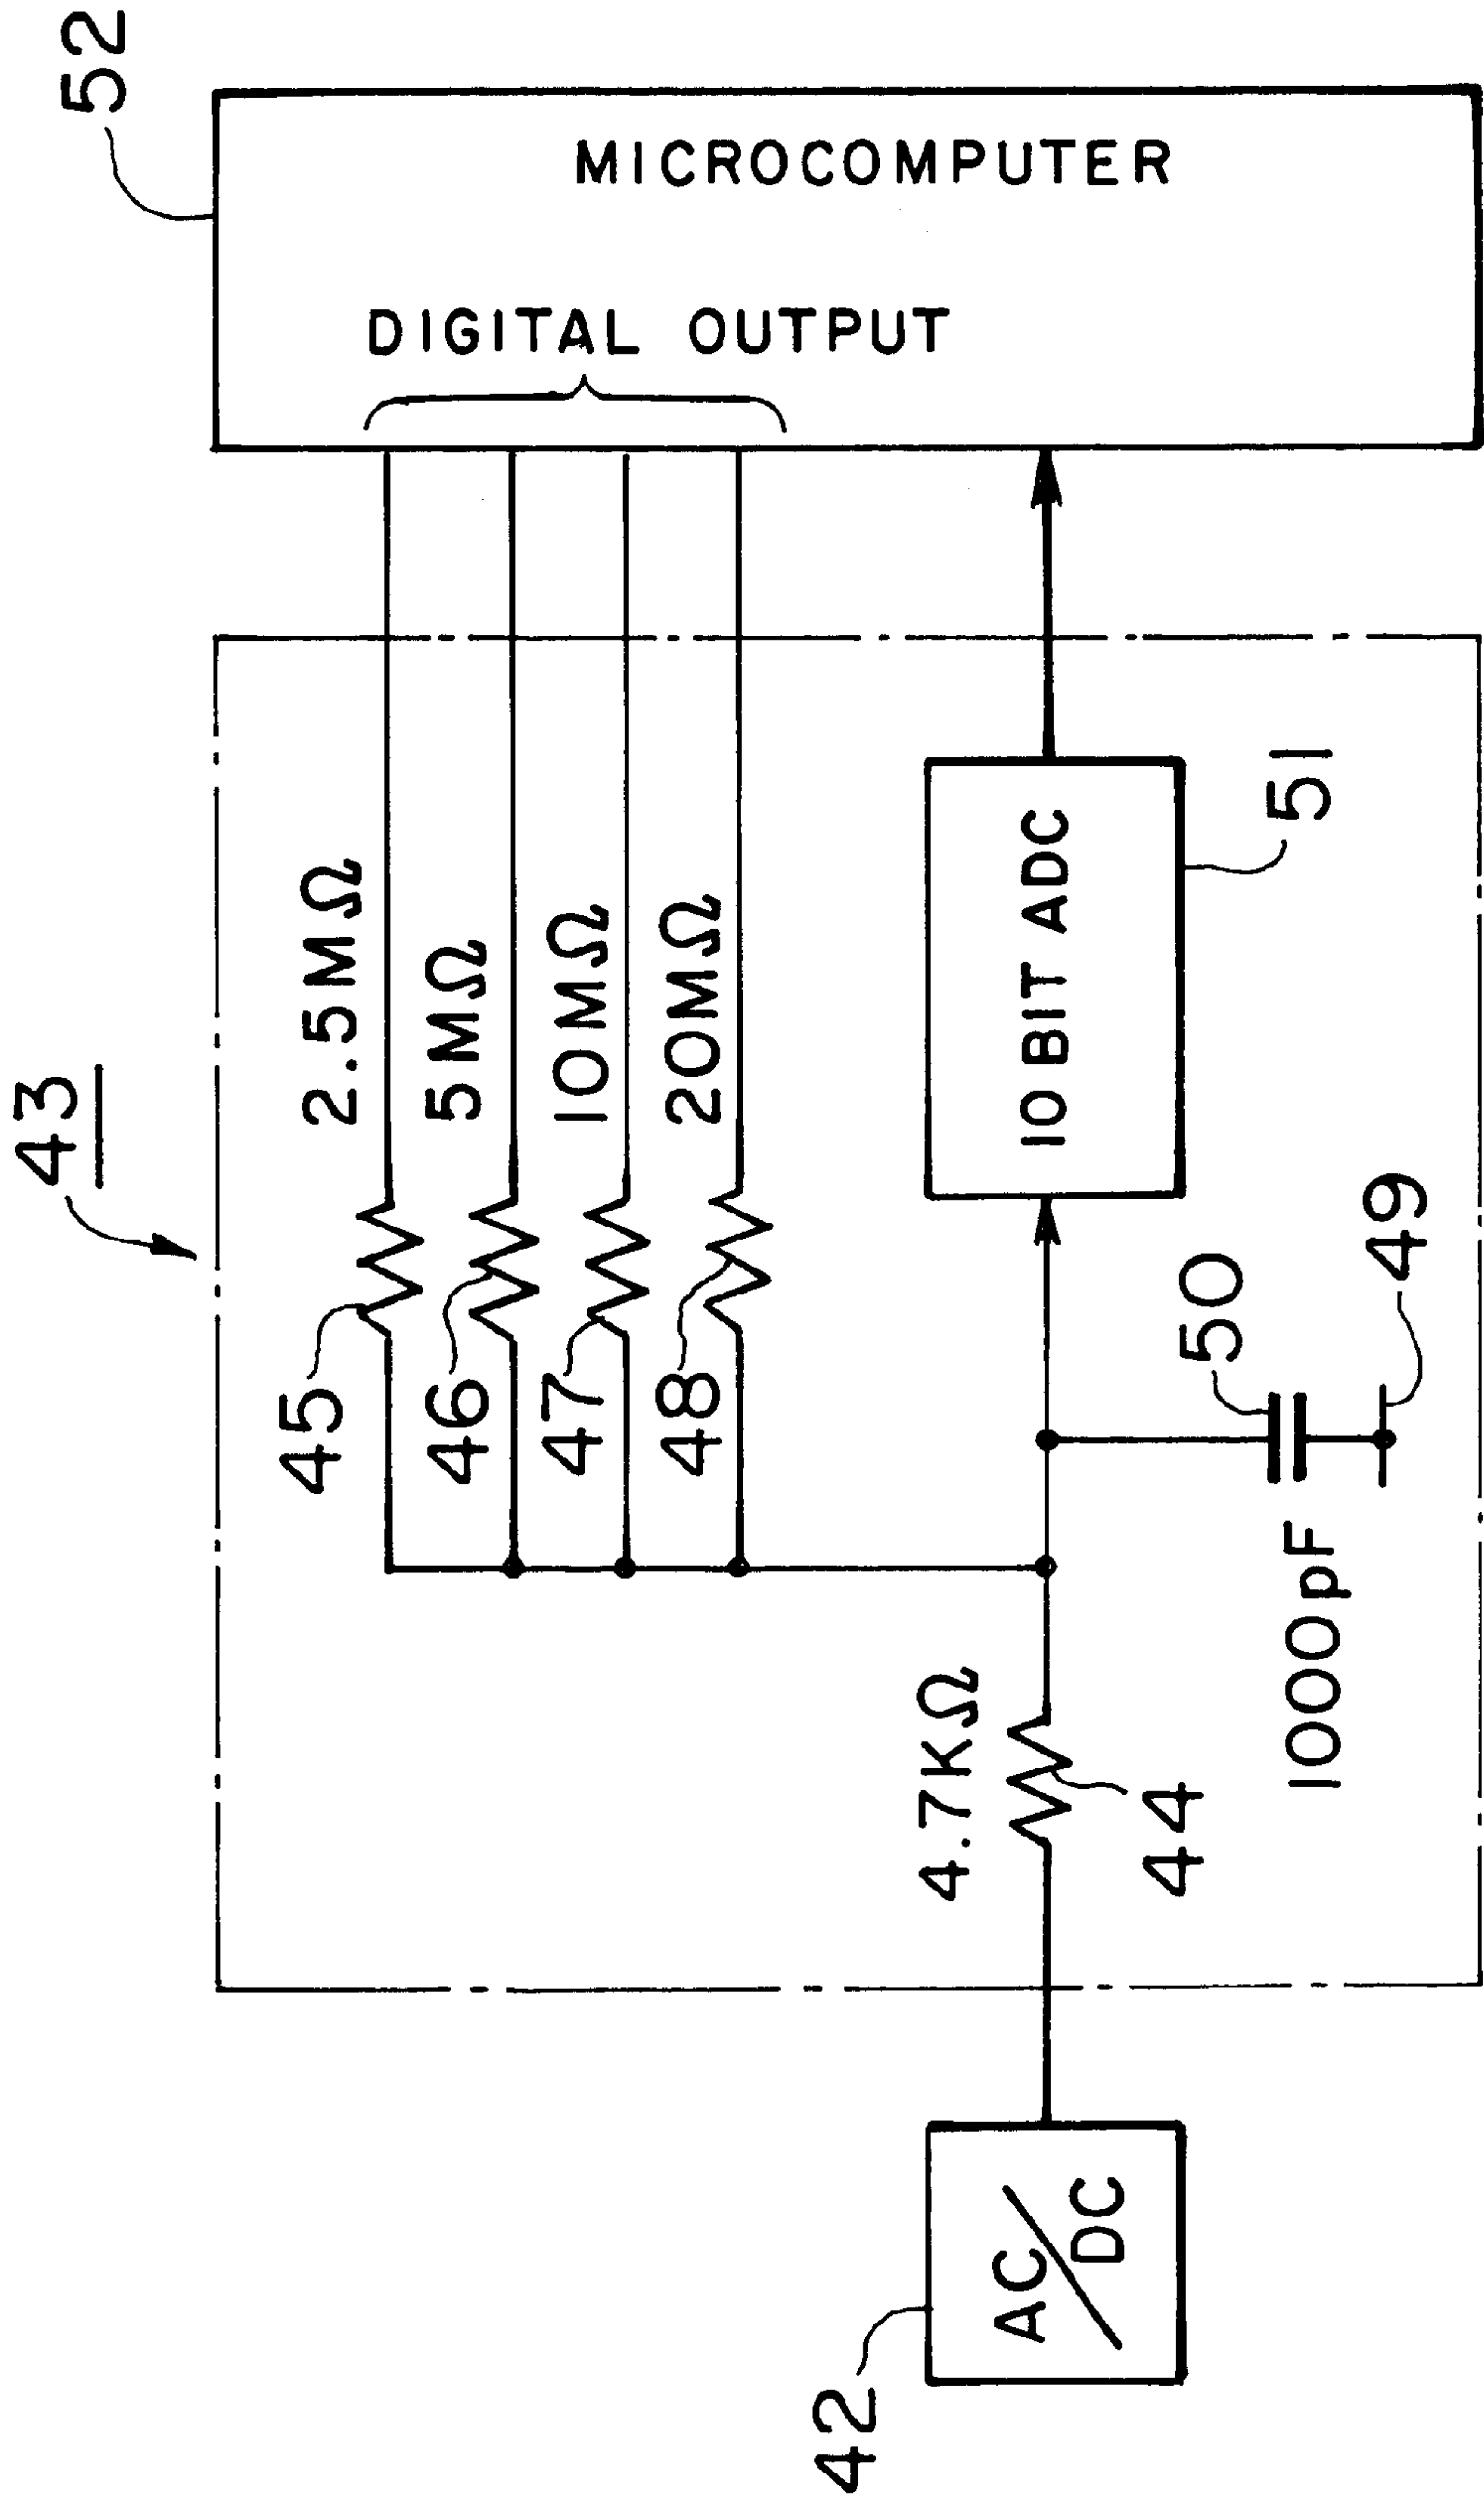 43
52
45
2.5MΩ
46
5MΩ
47
10MΩ
48
20MΩ
DIGITAL OUTPUT
MICROCOMPUTER
42
AC/DC
4.7KΩ
44
10 BIT ADC
51
50
1000pF
49